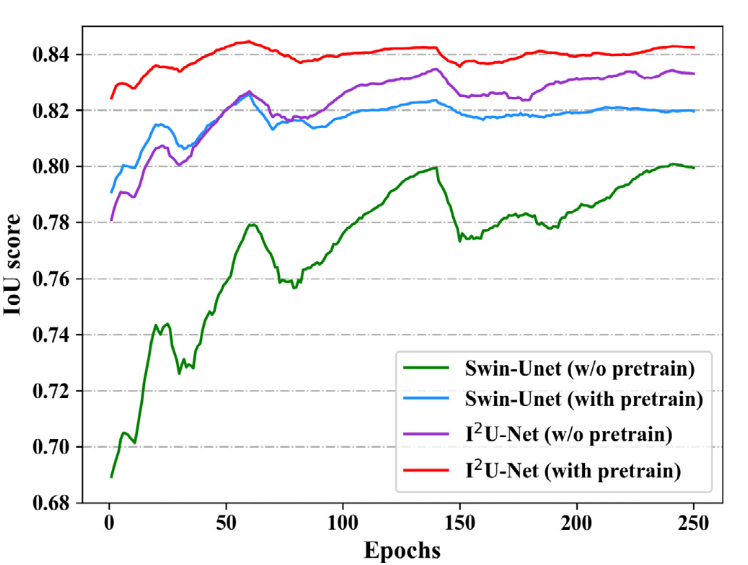 IoU score
0.84
0.82
0.80
0.78
0.76
0.74
0.72
0.70
0.68
Swin-Unet (w/o pretrain)
Swin-Unet (with pretrain)
I²U-Net (w/o pretrain)
I²U-Net (with pretrain)
0 50 100 150 200 250
Epochs